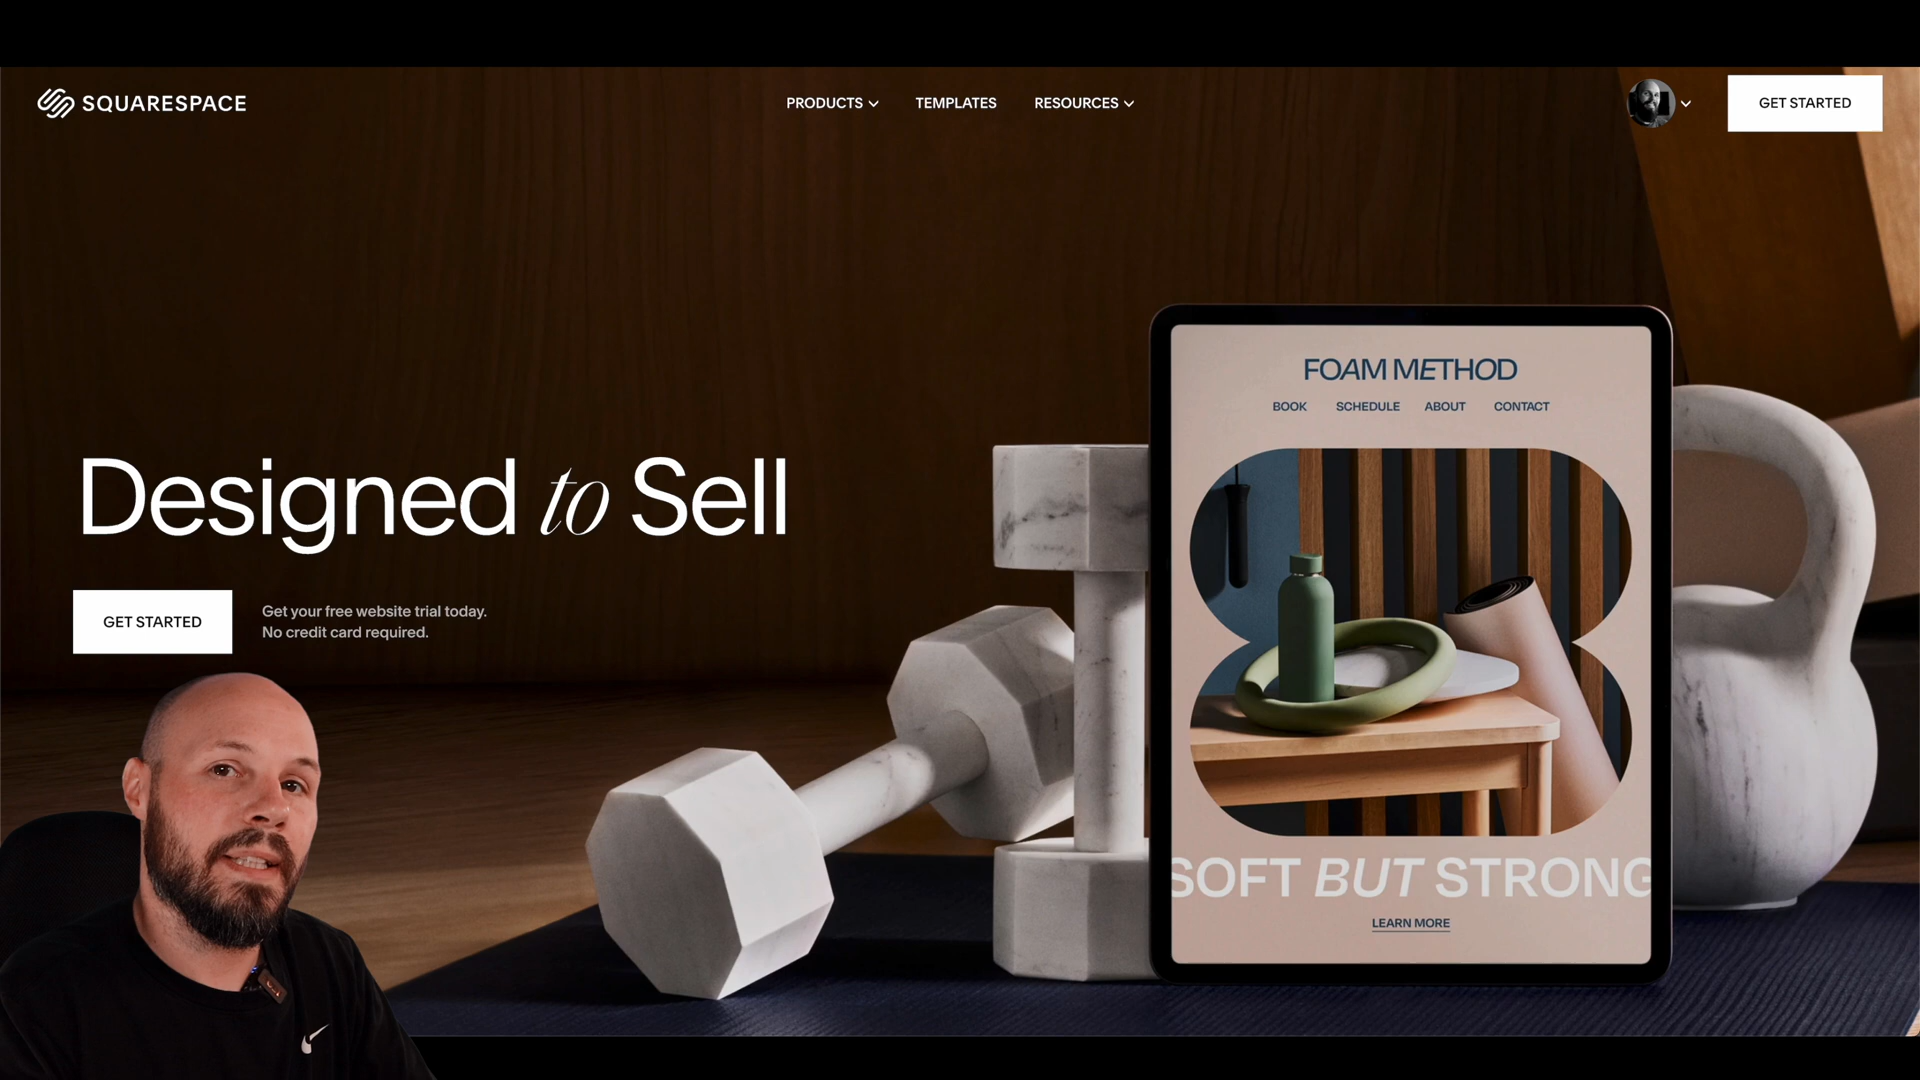 SQUARESPACE
PRODUCTS
TEMPLATES
RESOURCES
GET STARTED
Designed to Sell
GET STARTED
Get your free website trial today.
No credit card required.
FOAM METHOD
BOOK SCHEDULE ABOUT CONTACT
SOFT BUT STRONG
LEARN MORE